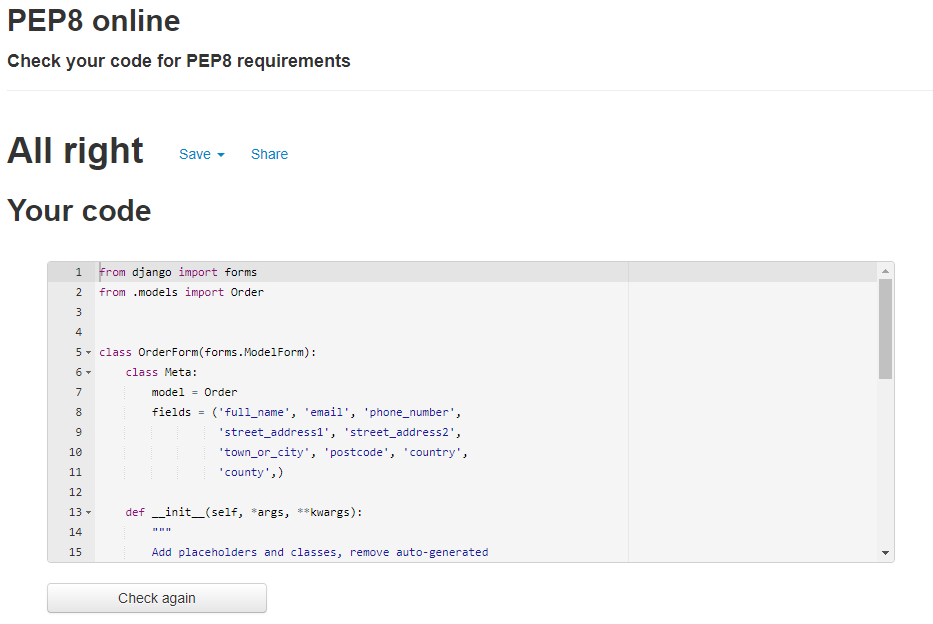 PEP8 online
Check your code for PEP8 requirements
All right
Save
Share
Your code
1 from django import forms
2 from .models import Order
3
4
5 class OrderForm(forms.ModelForm):
6     class Meta:
7         model = Order
8         fields = ('full_name', 'email', 'phone_number',
9                   'street_address1', 'street_address2',
10                   'town_or_city', 'postcode', 'country',
11                   'county',)
12
13     def __init__(self, *args, **kwargs):
14         """
15         Add placeholders and classes, remove auto-generated
Check again